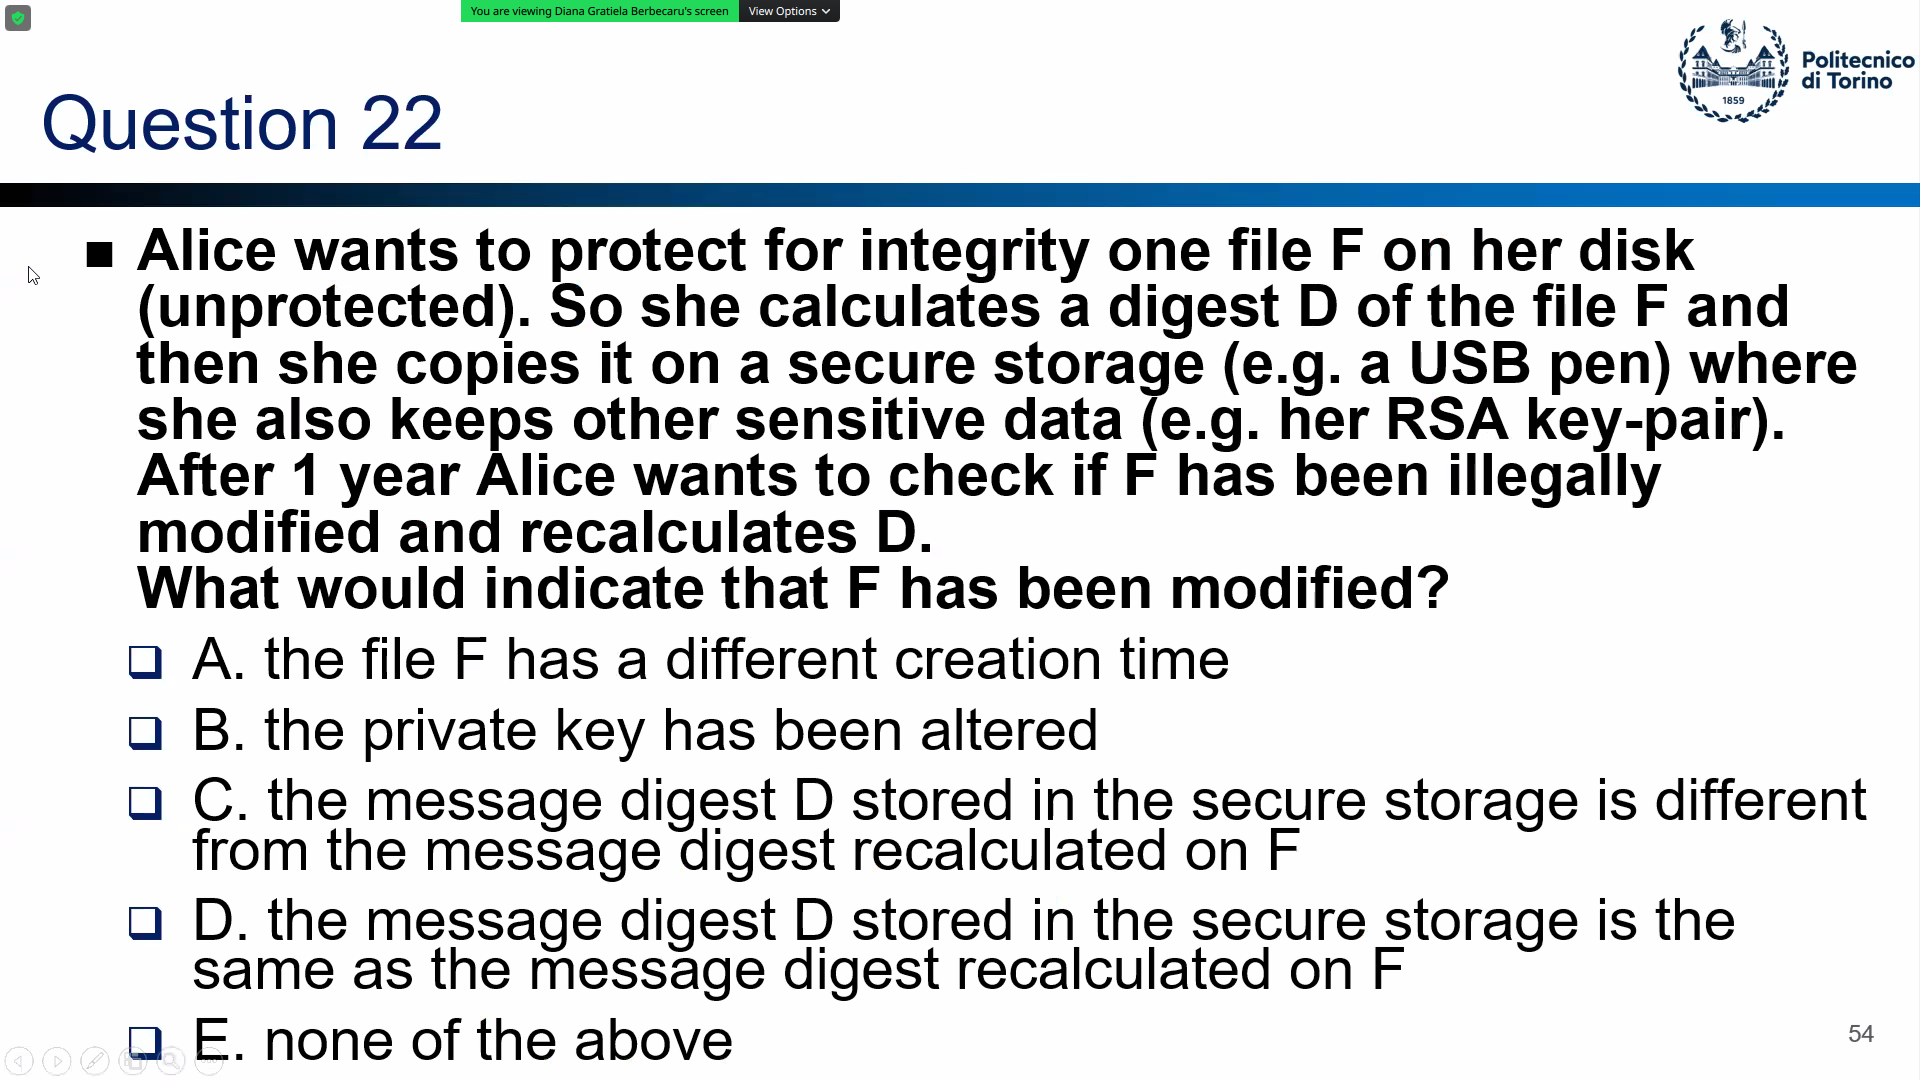 You are viewing Diana Gratiela Berbecaru's screen
View Options
Politecnico
di Torino
1859
Question 22
Alice wants to protect for integrity one file F on her disk
(unprotected). So she calculates a digest D of the file F and
then she copies it on a secure storage (e.g. a USB pen) where
she also keeps other sensitive data (e.g. her RSA key-pair).
After 1 year Alice wants to check if F has been illegally
modified and recalculates D.
What would indicate that F has been modified?
A. the file F has a different creation time
B. the private key has been altered
C. the message digest D stored in the secure storage is different
from the message digest recalculated on F
D. the message digest D stored in the secure storage is the
same as the message digest recalculated on F
E. none of the above
54